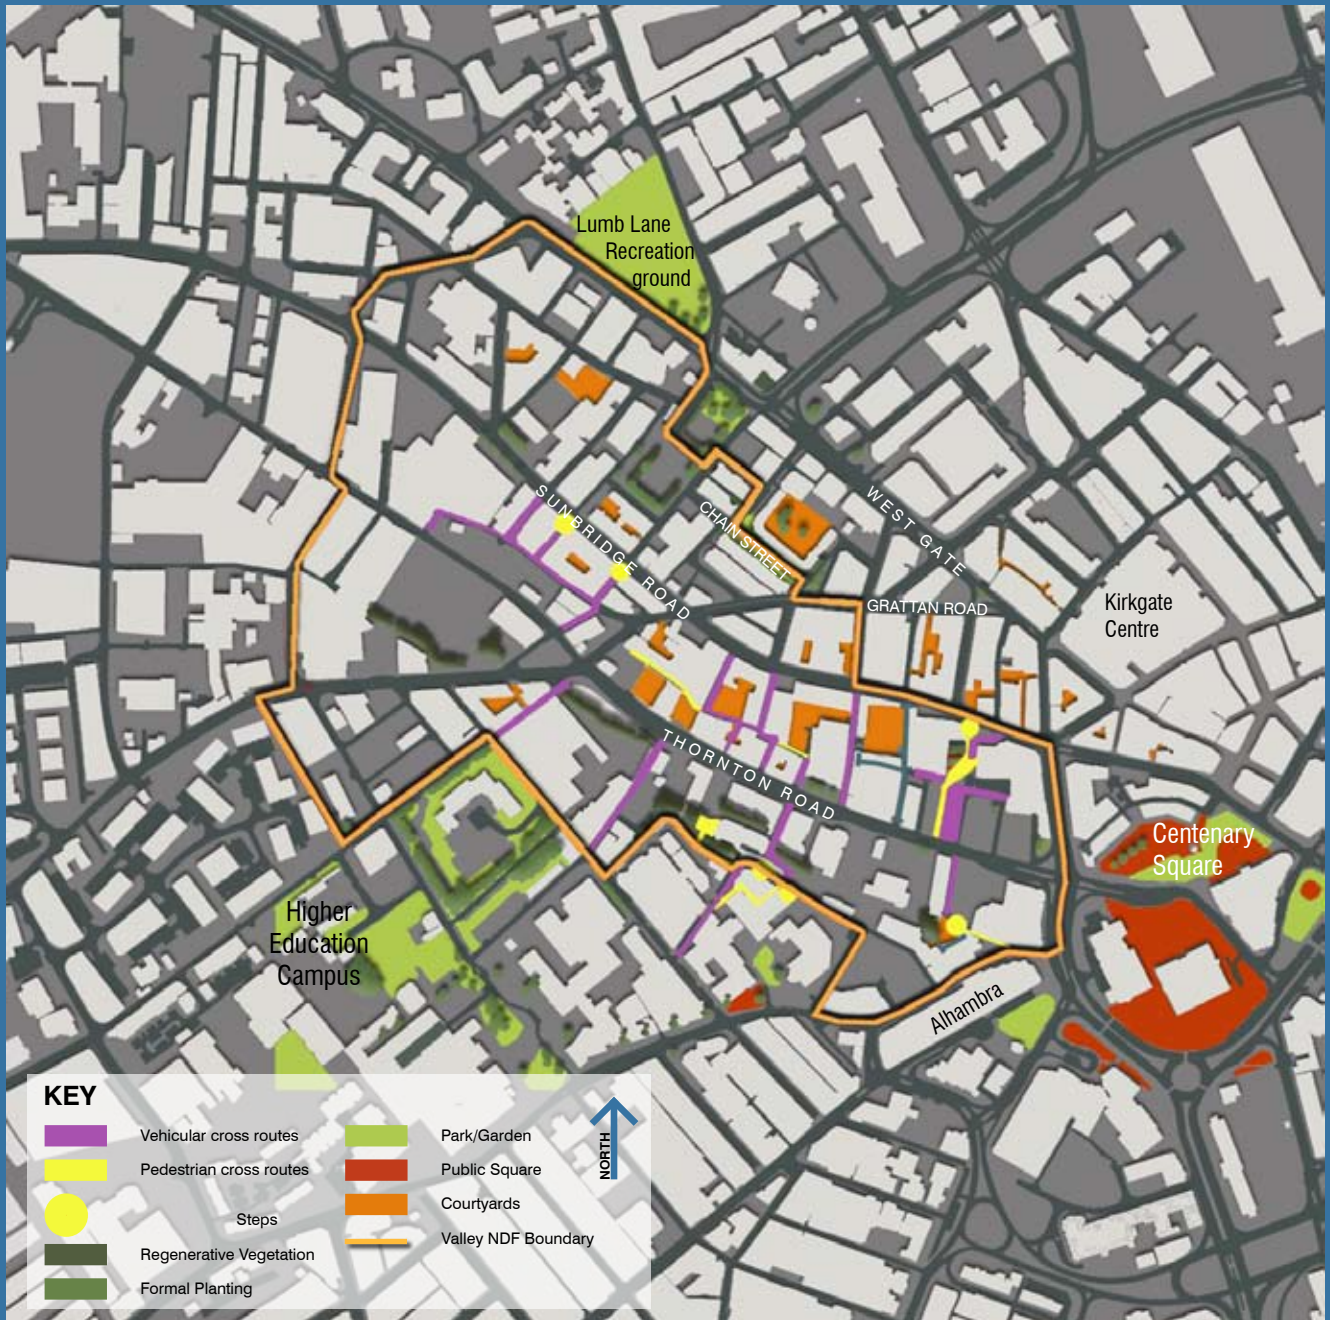 Lumb Lane
Recreation
ground
SUNBRIDGE ROAD
CHAIN STREET
WEST GATE
GRATTAN ROAD
Kirkgate
Centre
THORNTON ROAD
Centenary
Square
Higher
Education
Campus
Alhambra
KEY
Vehicular cross routes
Pedestrian cross routes
Steps
Regenerative Vegetation
Formal Planting
Park/Garden
Public Square
Courtyards
Valley NDF Boundary
NORTH